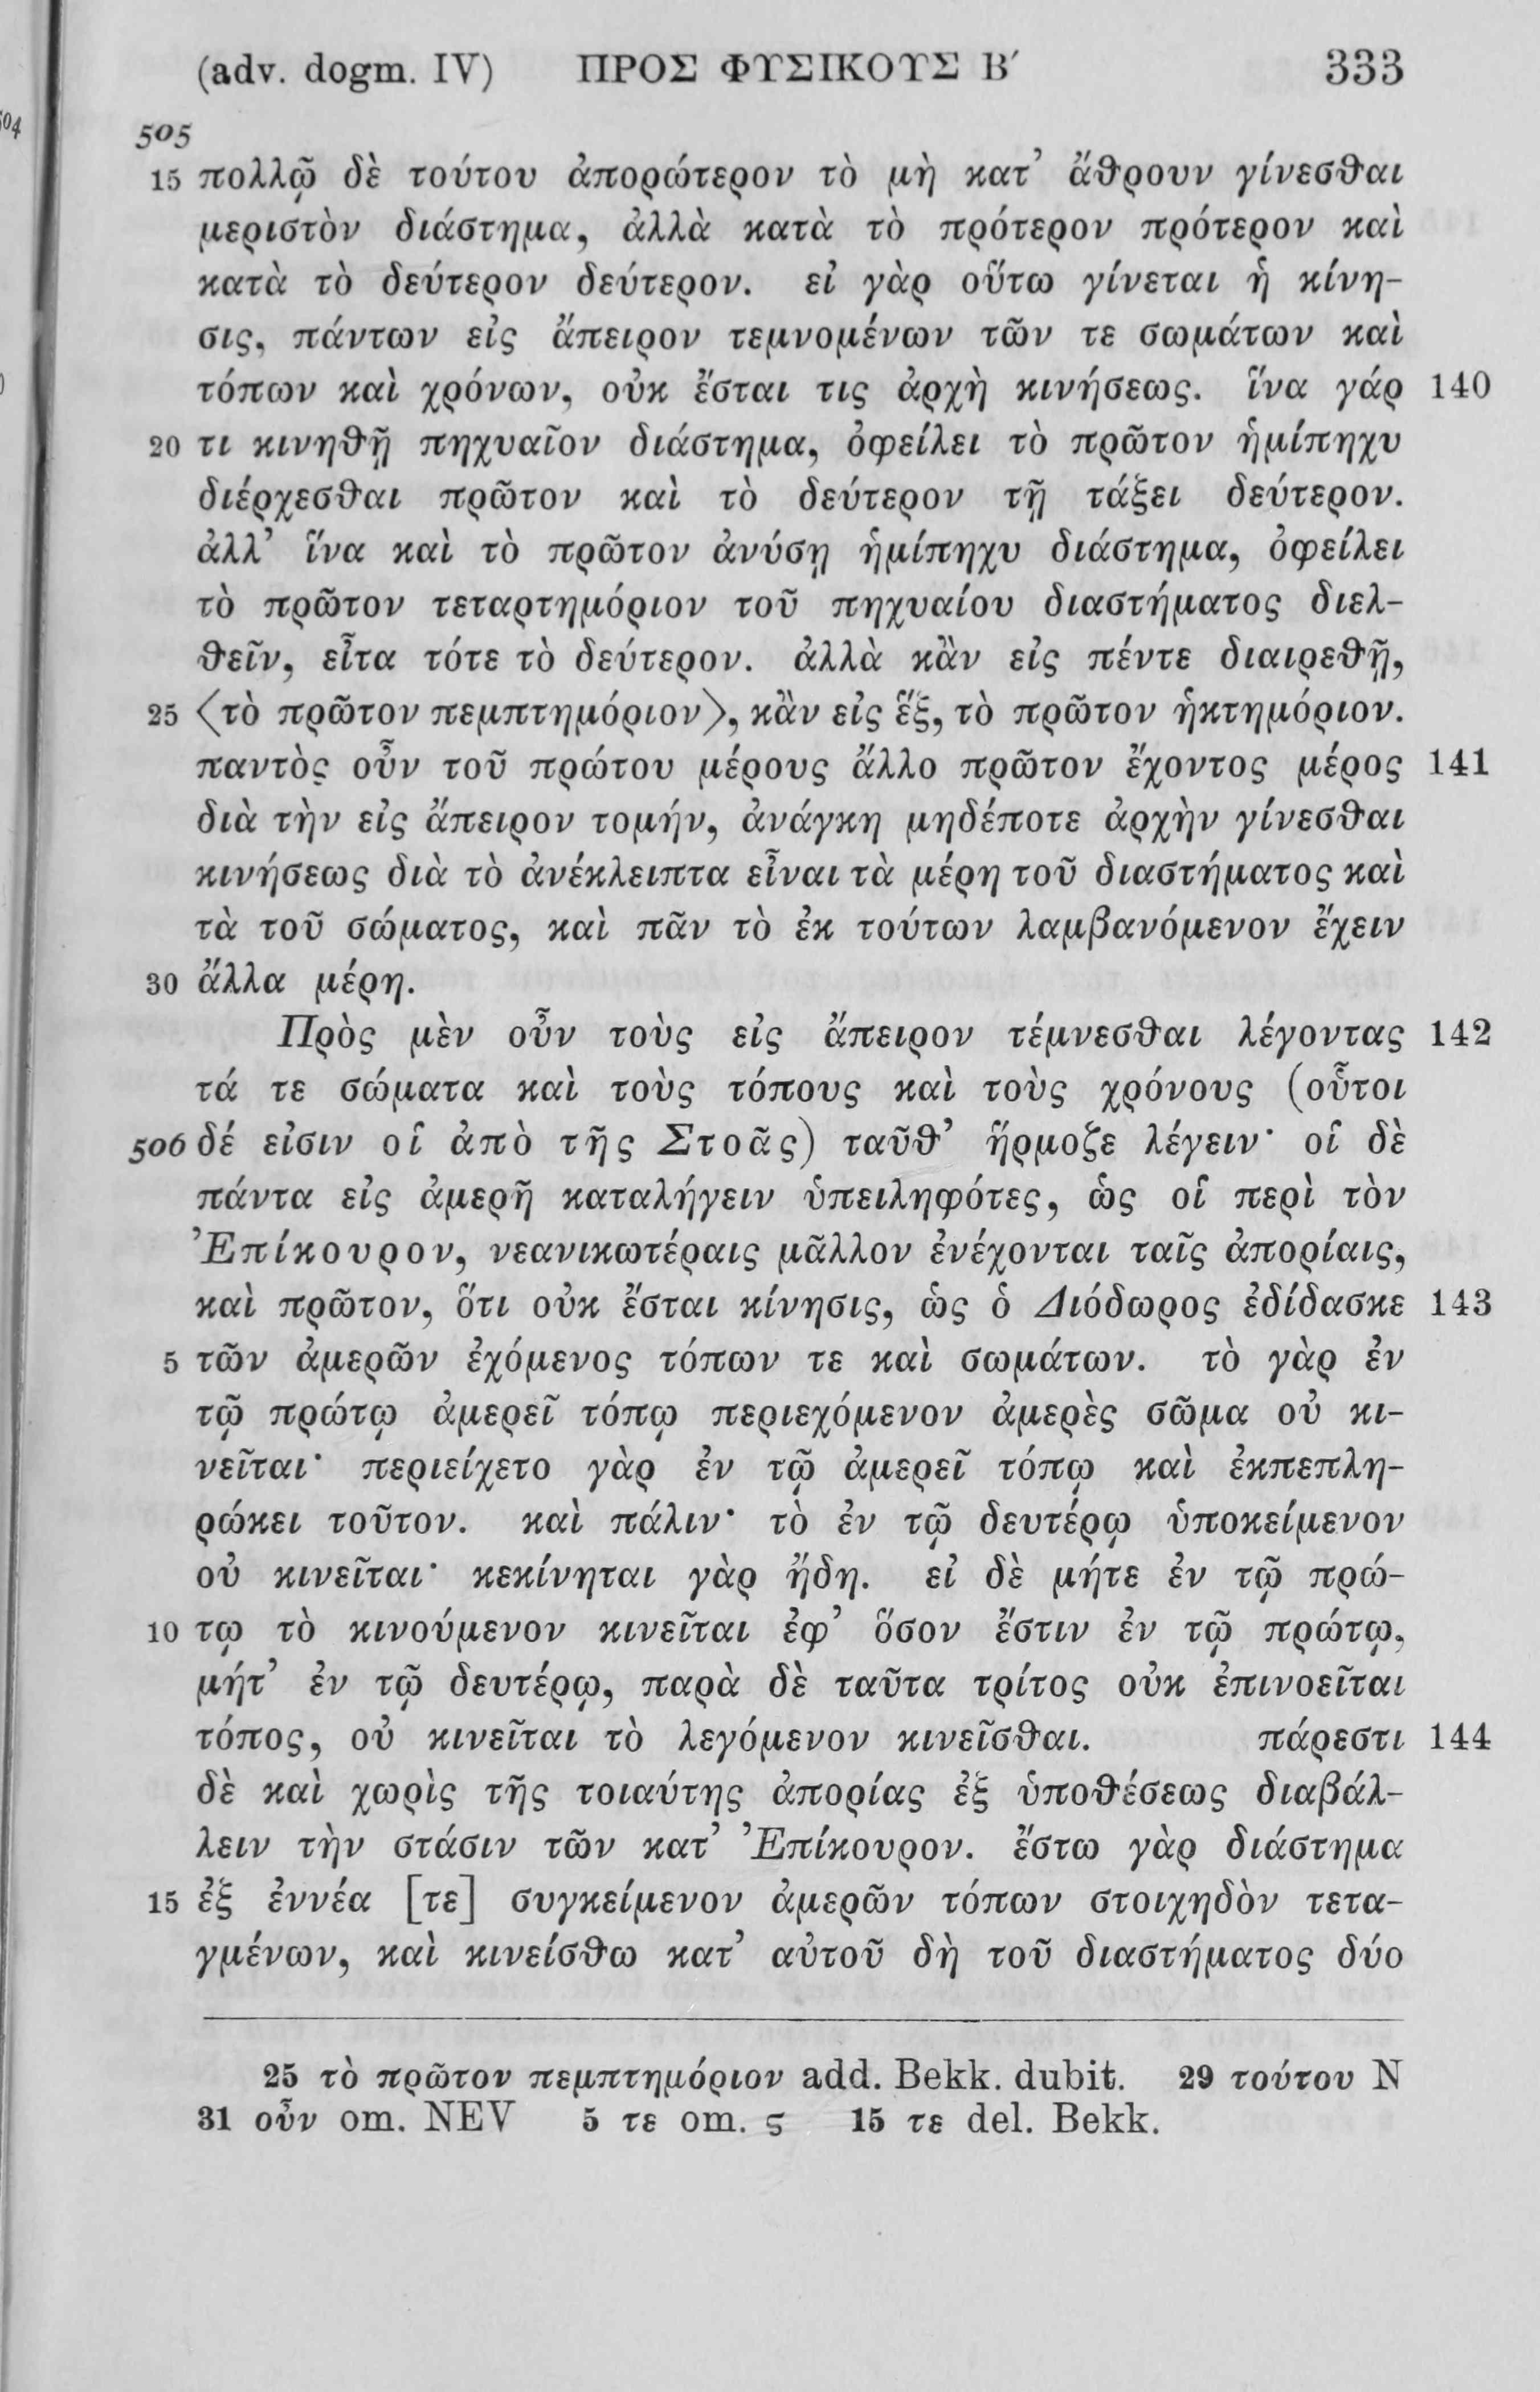 (adv. dogm. IV) ΠΡΟΣ ΦΥΣΙΚΟΥΣ Β′ 333
505
15 πολλῷ δὲ τούτου ἀπορώτερον τὸ μὴ κατ’ ἄθρουν γίνεσθαι
μεριστὸν διάστημα, ἀλλὰ κατὰ τὸ πρότερον πρότερον καὶ
κατὰ τὸ δεύτερον δεύτερον. εἰ γὰρ οὕτω γίνεται ἡ κίνη-
σις, πάντων εἰς ἄπειρον τεμνομένων τῶν τε σωμάτων καὶ
τόπων καὶ χρόνων, οὐκ ἔσται τις ἀρχὴ κινήσεως. ἵνα γάρ 140
20 τι κινηθῇ πηχυαῖον διάστημα, ὀφείλει τὸ πρῶτον ἡμίπηχυ
διέρχεσθαι πρῶτον καὶ τὸ δεύτερον τῇ τάξει δεύτερον.
ἀλλ’ ἵνα καὶ τὸ πρῶτον ἀνύσῃ ἡμίπηχυ διάστημα, ὀφείλει
τὸ πρῶτον τεταρτημόριον τοῦ πηχυαίου διαστήματος διελ-
θεῖν, εἶτα τότε τὸ δεύτερον. ἀλλὰ κἂν εἰς πέντε διαιρεθῇ,
25 ⟨τὸ πρῶτον πεμπτημόριον⟩, κἂν εἰς ἕξ, τὸ πρῶτον ἑκτημόριον.
παντὸς οὖν τοῦ πρώτου μέρους ἄλλο πρῶτον ἔχοντος μέρος 141
διὰ τὴν εἰς ἄπειρον τομήν, ἀνάγκη μηδέποτε ἀρχὴν γίνεσθαι
κινήσεως διὰ τὸ ἀνέκλειπτα εἶναι τὰ μέρη τοῦ διαστήματος καὶ
τὰ τοῦ σώματος, καὶ πᾶν τὸ ἐκ τούτων λαμβανόμενον ἔχειν
30 ἄλλα μέρη.
Πρὸς μὲν οὖν τοὺς εἰς ἄπειρον τέμνεσθαι λέγοντας 142
τά τε σώματα καὶ τοὺς τόπους καὶ τοὺς χρόνους (οὗτοι
506 δέ εἰσιν οἱ ἀπὸ τῆς Στοᾶς) ταῦθ’ ἥρμοζε λέγειν· οἱ δὲ
πάντα εἰς ἀμερῆ καταλήγειν ὑπειληφότες, ὡς οἱ περὶ τὸν
Ἐπίκουρον, νεανικωτέραις μᾶλλον ἐνέχονται ταῖς ἀπορίαις,
καὶ πρῶτον, ὅτι οὐκ ἔσται κίνησις, ὡς ὁ Διόδωρος ἐδίδασκε 143
5 τῶν ἀμερῶν ἐχόμενος τόπων τε καὶ σωμάτων. τὸ γὰρ ἐν
τῷ πρώτῳ ἀμερεῖ τόπῳ περιεχόμενον ἀμερὲς σῶμα οὐ κι-
νεῖται· περιείχετο γὰρ ἐν τῷ ἀμερεῖ τόπῳ καὶ ἐκπεπλη-
ρώκει τοῦτον. καὶ πάλιν· τὸ ἐν τῷ δευτέρῳ ὑποκείμενον
οὐ κινεῖται· κεκίνηται γὰρ ἤδη. εἰ δὲ μήτε ἐν τῷ πρώ-
10 τῳ τὸ κινούμενον κινεῖται ἐφ’ ὅσον ἔστιν ἐν τῷ πρώτῳ,
μήτ’ ἐν τῷ δευτέρῳ, παρὰ δὲ ταῦτα τρίτος οὐκ ἐπινοεῖται
τόπος, οὐ κινεῖται τὸ λεγόμενον κινεῖσθαι. πάρεστι 144
δὲ καὶ χωρὶς τῆς τοιαύτης ἀπορίας ἐξ ὑποθέσεως διαβάλ-
λειν τὴν στάσιν τῶν κατ’ Ἐπίκουρον. ἔστω γὰρ διάστημα
15 ἐξ ἐννέα [τε] συγκείμενον ἀμερῶν τόπων στοιχηδὸν τετα-
γμένων, καὶ κινείσθω κατ’ αὐτοῦ δὴ τοῦ διαστήματος δύο
25 τὸ πρῶτον πεμπτημόριον add. Bekk. dubit. 29 τούτου N
31 οὖν om. NEV 5 τε om. ς 15 τε del. Bekk.